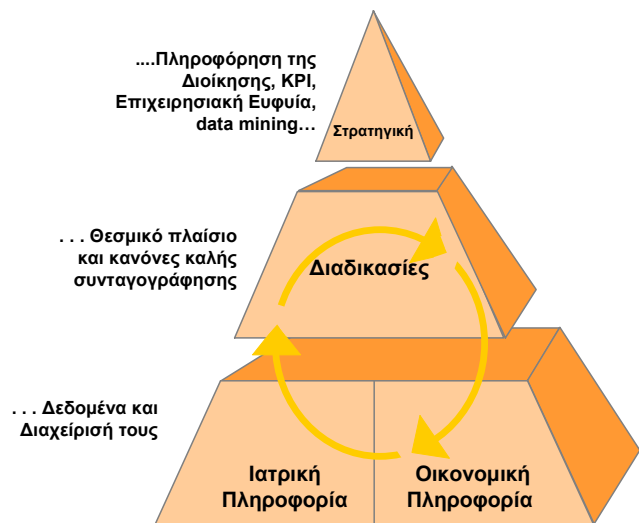 ....Πληροφόρηση της
Διοίκησης, KPI,
Επιχειρησιακή Ευφυία,
data mining…
Στρατηγική
. . . Θεσμικό πλαίσιο
και κανόνες καλής
συνταγογράφησης
Διαδικασίες
. . . Δεδομένα και
Διαχείρισή τους
Ιατρική
Πληροφορία
Οικονομική
Πληροφορία